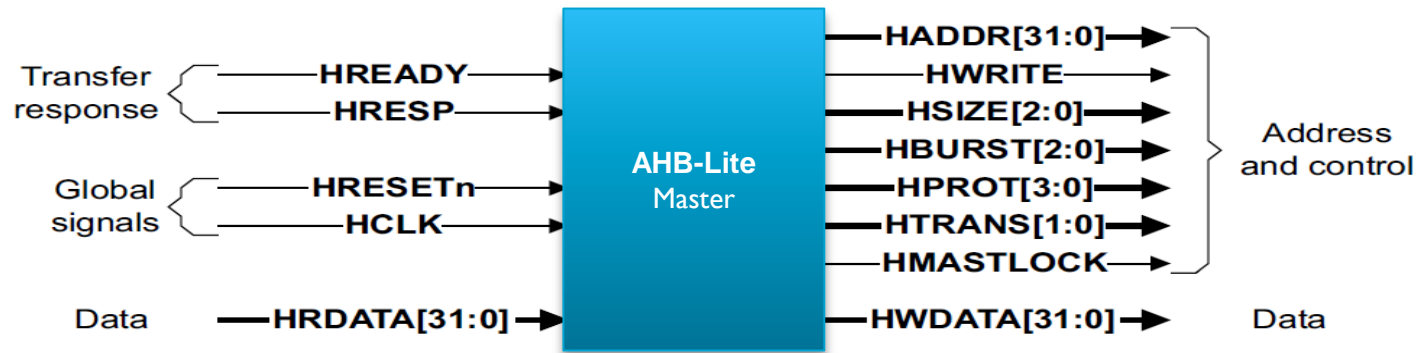 Transfer
response
HREADY
HRESP
Global
signals
HRESETn
HCLK
Data
HRDATA[31:0]
AHB-Lite
Master
HADDR[31:0]
HWRITE
HSIZE[2:0]
HBURST[2:0]
HPROT[3:0]
HTRANS[1:0]
HMASTLOCK
Address
and control
HWDATA[31:0]
Data